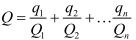 Q = q₁/Q₁ + q₂/Q₂ + …qₙ/Qₙ